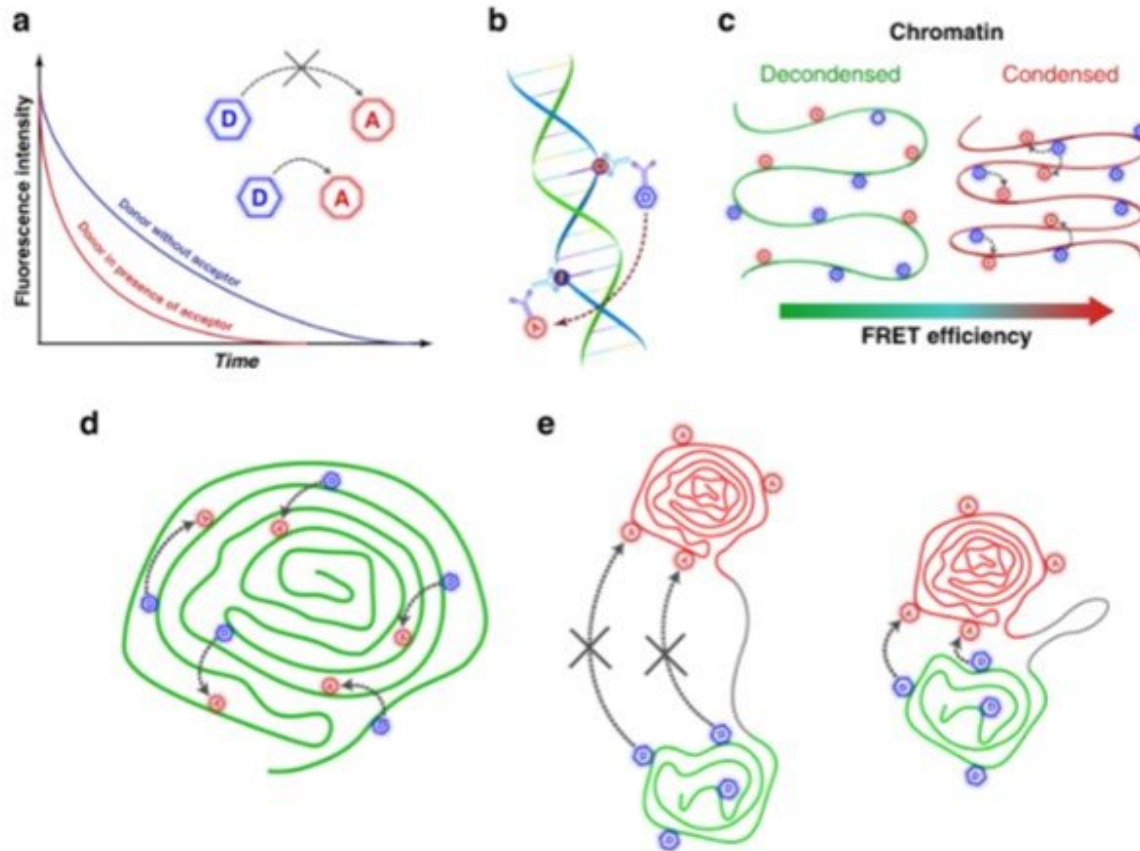 a
Fluorescence intensity
Donor without acceptor
Donor in presence of acceptor
Time
D
A
D
A
b
D
A
c
Chromatin
Decondensed
Condensed
FRET efficiency
d
e